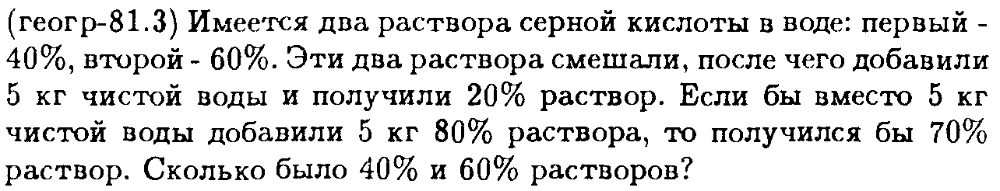 (геогр-81.3) Имеется два раствора серной кислоты в воде: первый -
40%, второй - 60%. Эти два раствора смешали, после чего добавили
5 кг чистой воды и получили 20% раствор. Если бы вместо 5 кг
чистой воды добавили 5 кг 80% раствора, то получился бы 70%
раствор. Сколько было 40% и 60% растворов?